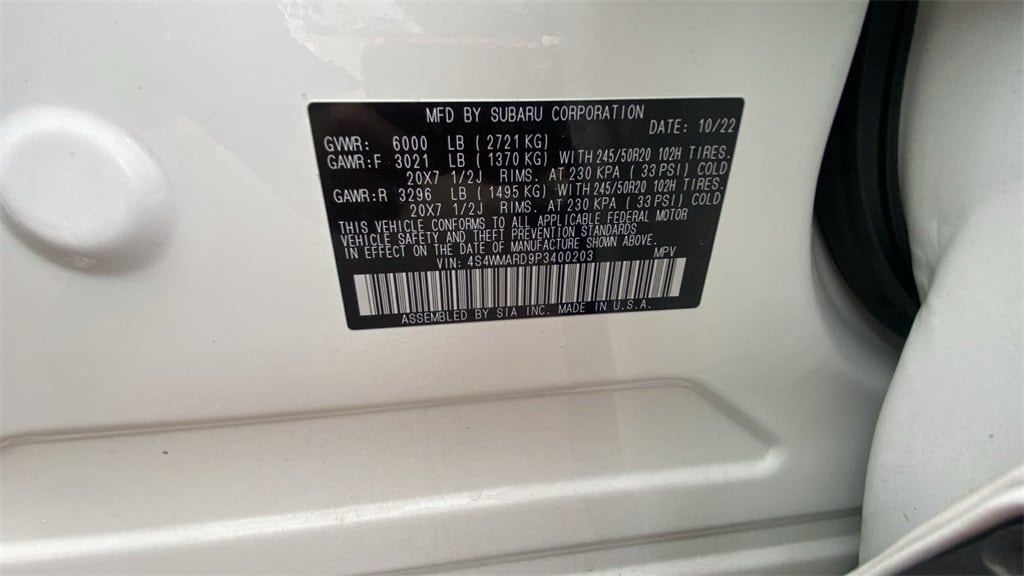 MFD BY SUBARU CORPORATION
DATE: 10/22
GVWR: 6000 LB ( 2721 KG)
GAWR:F 3021 LB ( 1370 KG) WITH 245/50R20 102H TIRES.
20X7 1/2J RIMS. AT 230 KPA ( 33 PSI) COLD
GAWR:R 3296 LB ( 1495 KG) WITH 245/50R20 102H TIRES.
20X7 1/2J RIMS. AT 230 KPA ( 33 PSI) COLD
THIS VEHICLE CONFORMS TO ALL APPLICABLE FEDERAL MOTOR
VEHICLE SAFETY AND THEFT PREVENTION STANDARDS
IN EFFECT ON THE DATE OF MANUFACTURE SHOWN ABOVE.
VIN: 4S4WMARD9P3400203 MPV
ASSEMBLED BY SIA INC. MADE IN U.S.A.